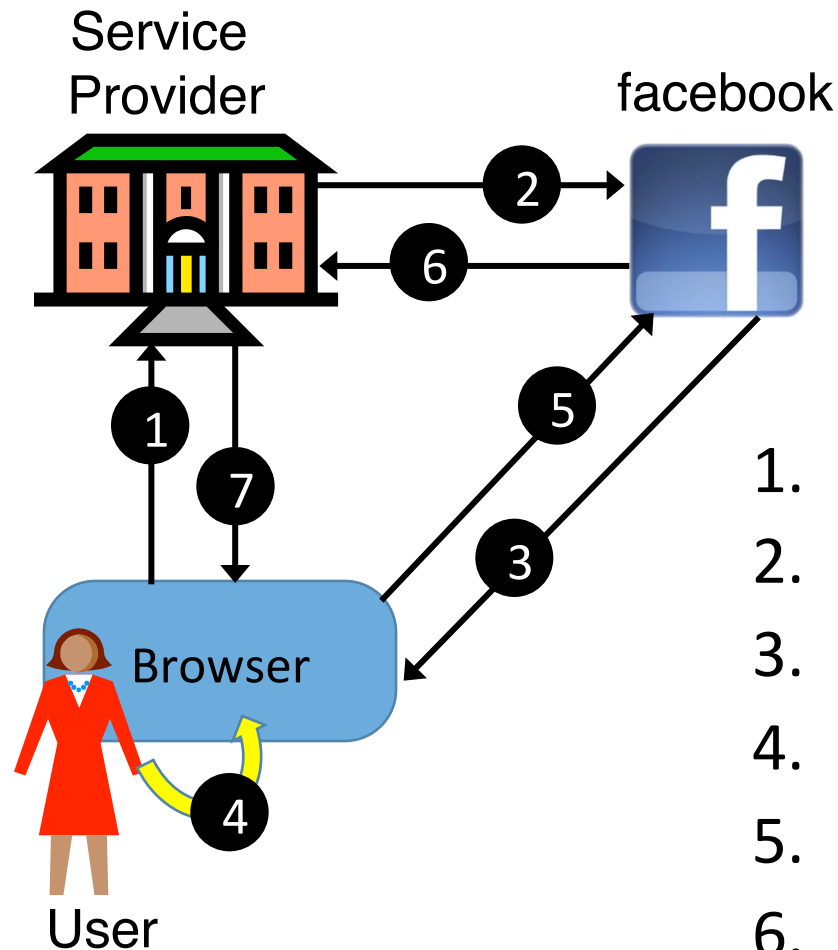 Service
Provider
facebook
f
2
6
5
1
7
3
Browser
4
User
1.
2.
3.
4.
5.
6.